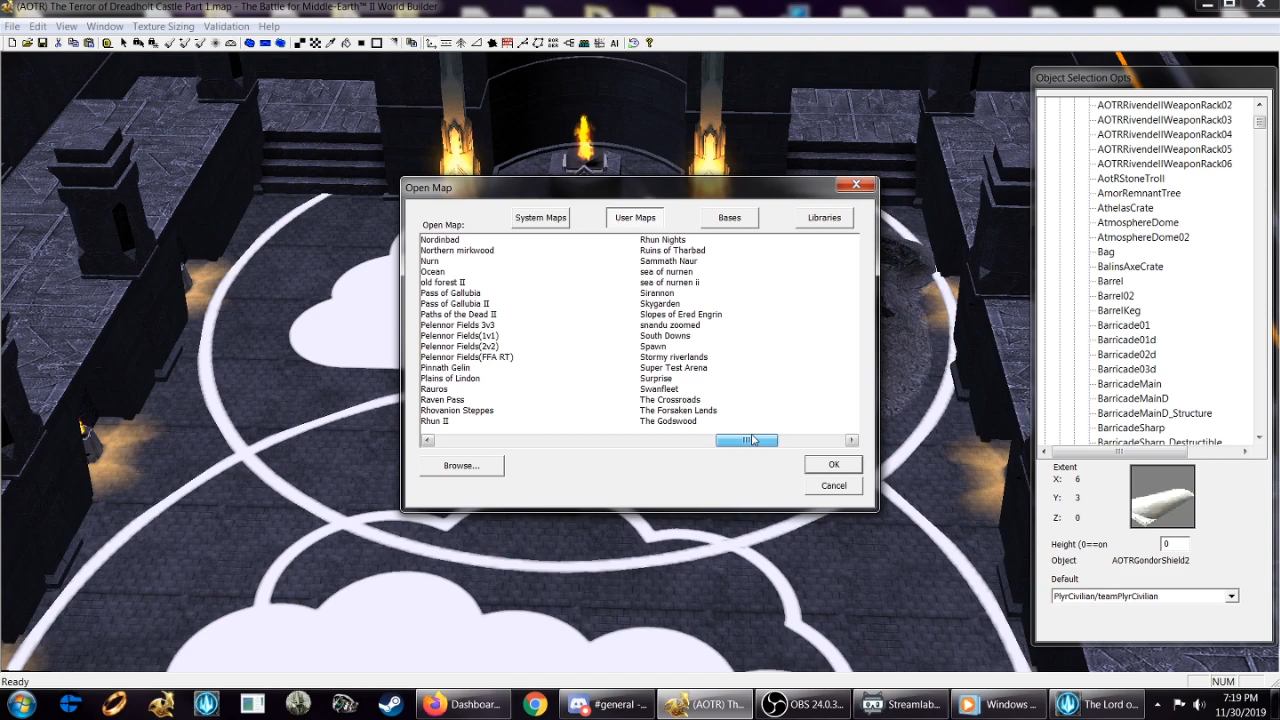 (AOTR) The Terror of Dreadholt Castle Part 1.map - The Battle for Middle-Earth™ II World Builder
File Edit View Window Texture Sizing Validation Help
AI
Object Selection Opts
AOTRRivendellWeaponRack02
AOTRRivendellWeaponRack03
AOTRRivendellWeaponRack04
AOTRRivendellWeaponRack05
AOTRRivendellWeaponRack06
AotRStoneTroll
ArnorRemnantTree
AthelasCrate
AtmosphereDome
AtmosphereDome02
Bag
BalinsAxeCrate
Barrel
Barrel02
BarrelKeg
Barricade01
Barricade01d
Barricade02d
Barricade03d
BarricadeMain
BarricadeMainD
BarricadeMainD_Structure
BarricadeSharp
BarricadeSharp_Destructible
Extent
X: 6
Y: 3
Z: 0
Height (0==on 0
Object AOTRGondorShield2
Default
PlyrCivilian/teamPlyrCivilian
Open Map
Open Map: System Maps User Maps Bases Libraries
Nordinbad
Northern mirkwood
Nurn
Ocean
old forest II
Pass of Gallubia
Pass of Gallubia II
Paths of the Dead II
Pelennor Fields 3v3
Pelennor Fields(1v1)
Pelennor Fields(2v2)
Pelennor Fields(FFA RT)
Pinnath Gelin
Plains of Lindon
Rauros
Raven Pass
Rhovanion Steppes
Rhun II
Rhun Nights
Ruins of Tharbad
Sammath Naur
sea of nurnen
sea of nurnen ii
Sirannon
Skygarden
Slopes of Ered Engrin
snandu zoomed
South Downs
Spawn
Stormy riverlands
Super Test Arena
Surprise
Swanfleet
The Crossroads
The Forsaken Lands
The Godswood
Browse... OK
Cancel
Ready NUM
Dashboar... #general -... (AOTR) Th... OBS 24.0.3... Streamlab... Windows ... The Lord o... 7:19 PM
11/30/2019